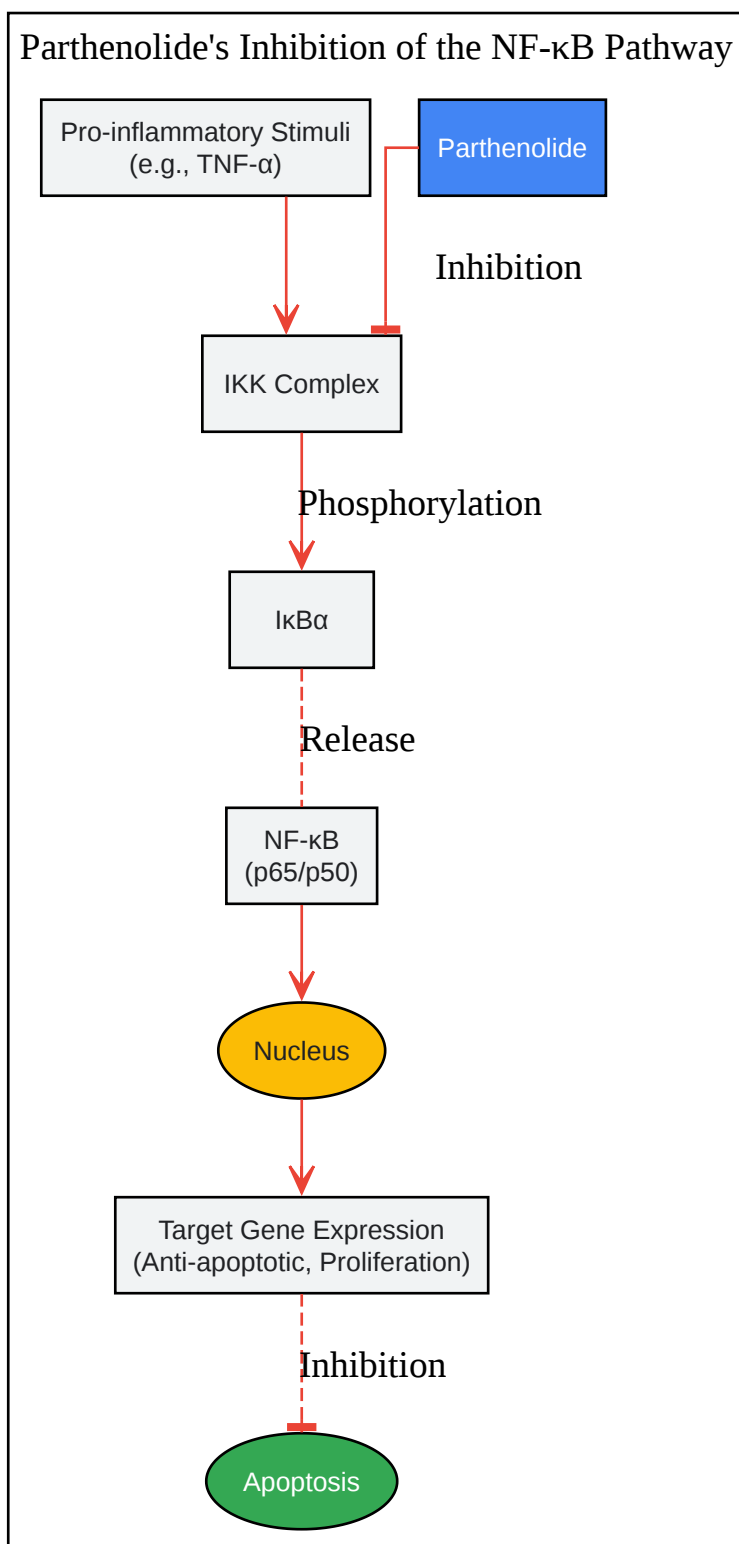 Parthenolide's Inhibition of the NF-κB Pathway
Pro-inflammatory Stimuli
(e.g., TNF-α)
Parthenolide
Inhibition
IKK Complex
Phosphorylation
IκBα
Release
NF-κB
(p65/p50)
Nucleus
Target Gene Expression
(Anti-apoptotic, Proliferation)
Inhibition
Apoptosis